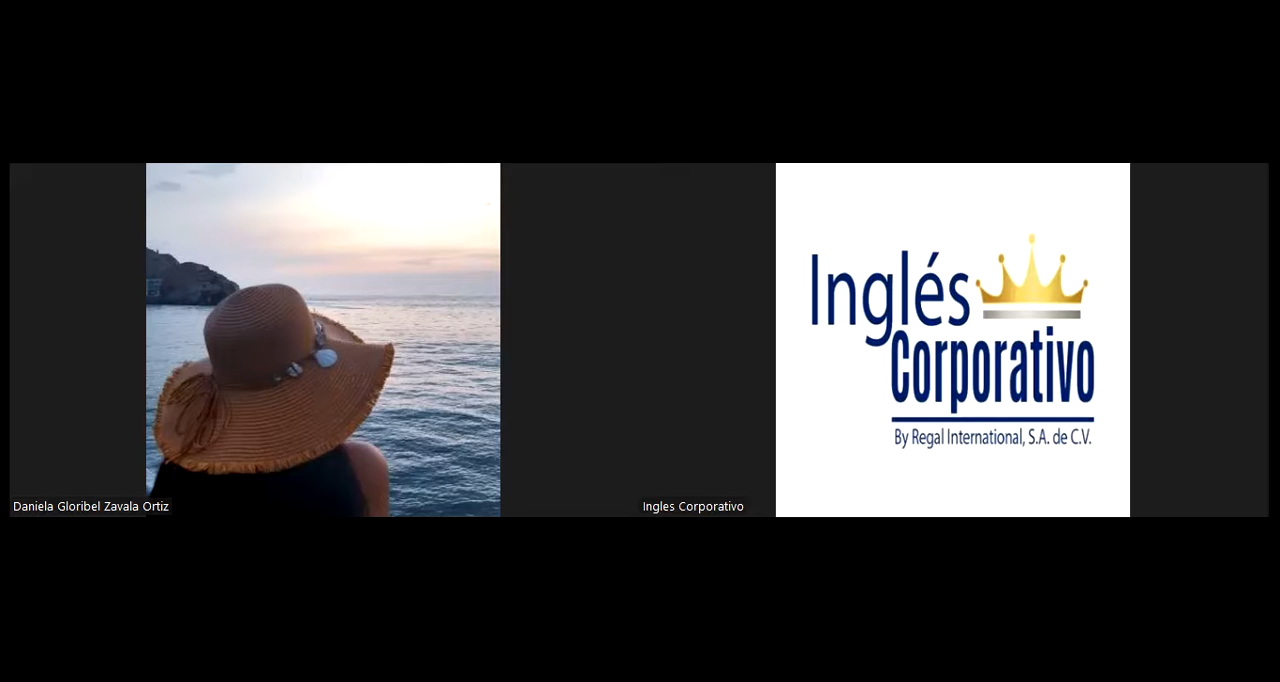 Inglés
Corporativo
By Regal International, S.A. de C.V.
Daniela Gloribel Zavala Ortiz
Ingles Corporativo